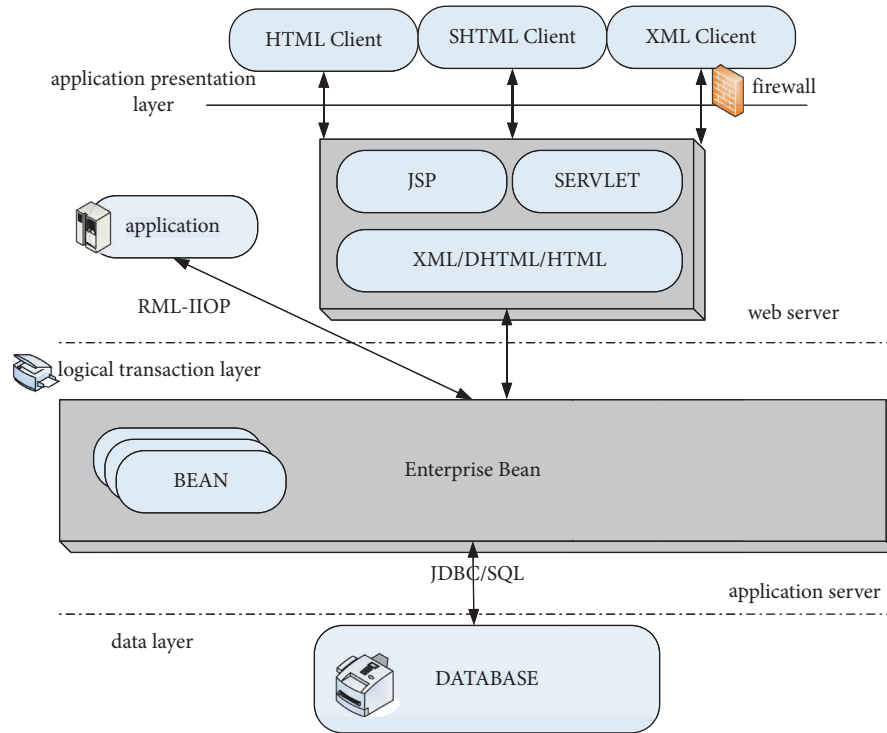 HTML Client
SHTML Client
XML Clicent
application presentation
layer
firewall
JSP
SERVLET
application
XML/DHTML/HTML
RML-IIOP
web server
logical transaction layer
BEAN
Enterprise Bean
JDBC/SQL
application server
data layer
DATABASE